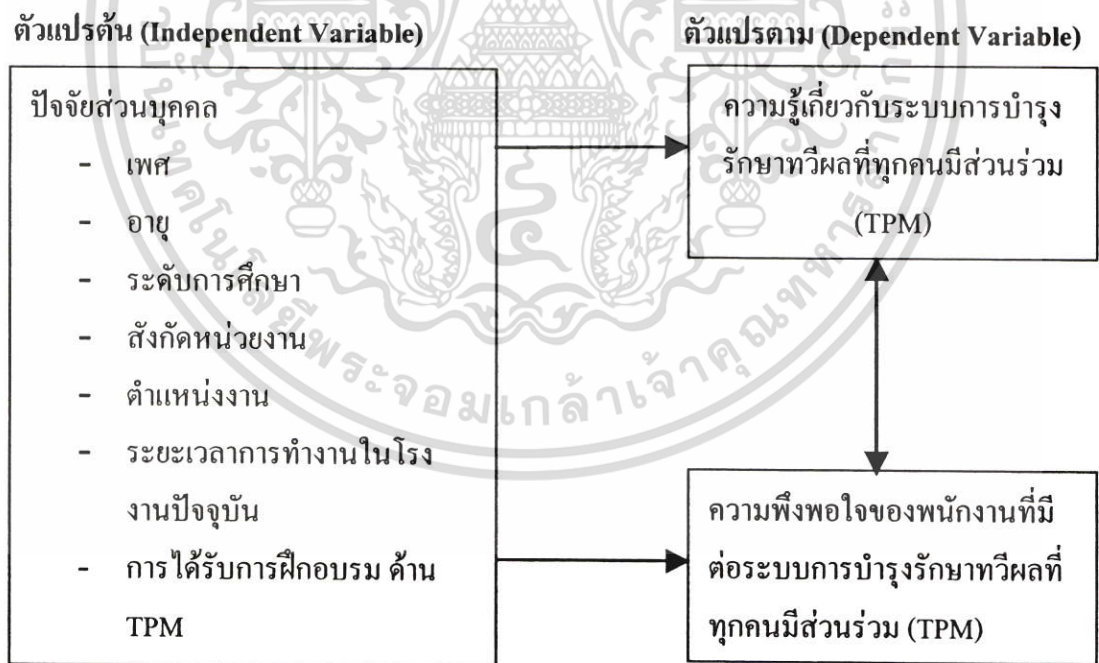 ตัวแปรต้น (Independent Variable)
ปัจจัยส่วนบุคคล
- เพศ
- อายุ
- ระดับการศึกษา
- สังกัดหน่วยงาน
- ตำแหน่งงาน
- ระยะเวลาการทำงานในโรง
งานปัจจุบัน
- การได้รับการฝึกอบรม ด้าน
TPM
ตัวแปรตาม (Dependent Variable)
ความรู้เกี่ยวกับระบบการบำรุง
รักษาทวีผลที่ทุกคนมีส่วนร่วม
(TPM)
ความพึงพอใจของพนักงานที่มี
ต่อระบบการบำรุงรักษาทวีผลที่
ทุกคนมีส่วนร่วม (TPM)